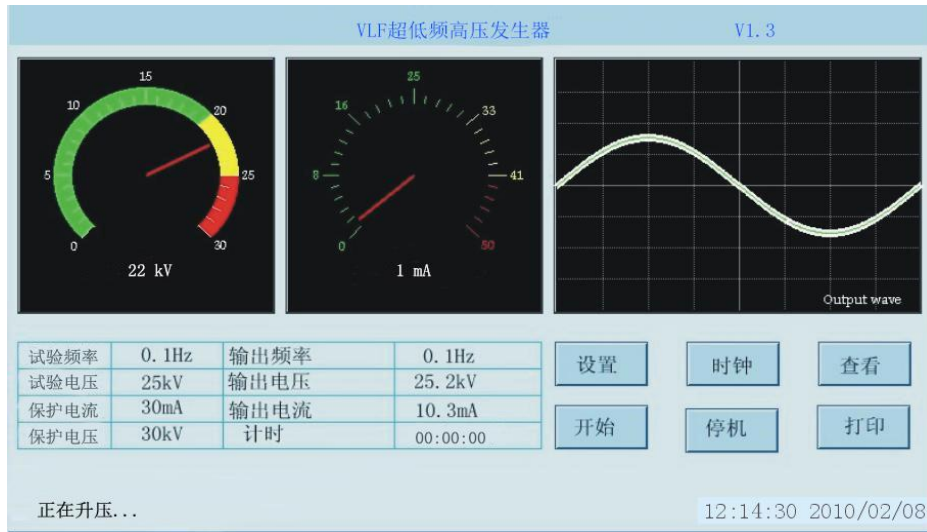 VLF超低频高压发生器 V1.3
15
10 20
5 25
0 30
22 kV
25
16 33
8 41
0 50
1 mA
Output wave
试验频率 0.1Hz 输出频率 0.1Hz
试验电压 25kV 输出电压 25.2kV
保护电流 30mA 输出电流 10.3mA
保护电压 30kV 计时 00:00:00
设置 时钟 查看
开始 停机 打印
正在升压...
12:14:30 2010/02/08